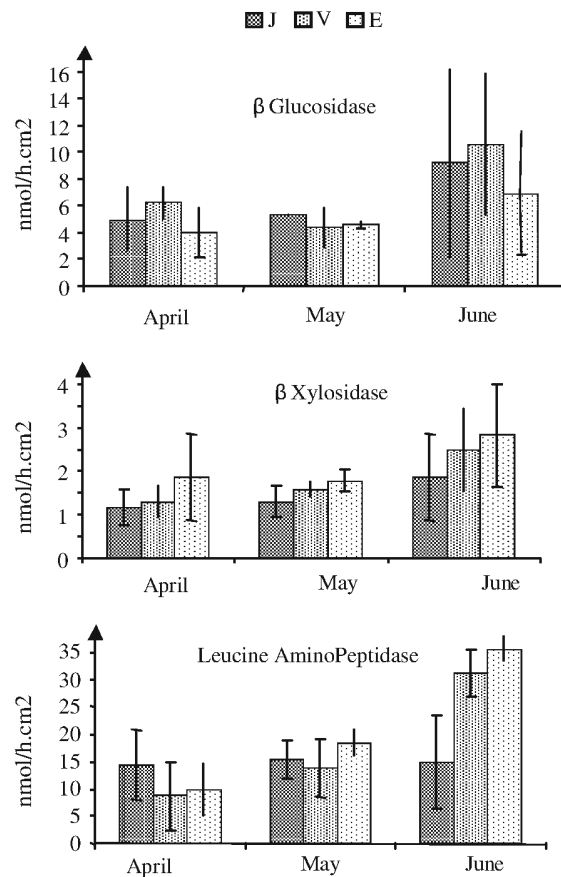 J V E
β Glucosidase
nmol/h.cm2
16
14
12
10
8
6
4
2
0
April May June
β Xylosidase
nmol/h.cm2
4
3
2
1
0
April May June
Leucine AminoPeptidase
nmol/h.cm2
35
30
25
20
15
10
5
0
April May June